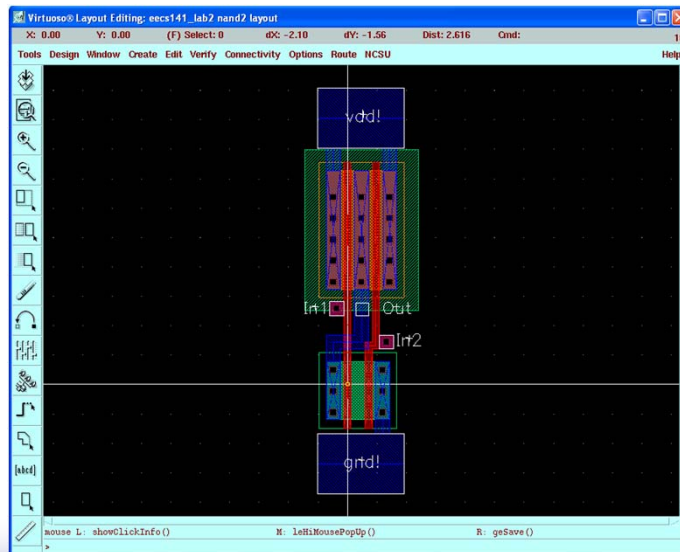 Virtuoso® Layout Editing: eecs141_lab2 nand2 layout
X: 0.00 Y: 0.00 (F) Select: 0 dX: -2.10 dY: -1.56 Dist: 2.616 Cmd:
Tools Design Window Create Edit Verify Connectivity Options Route NCSU Help
vdd!
In1 Out
In2
gnd!
[abcd]
mouse L: showClickInfo() M: leHiMousePopUp() R: geSave()
>